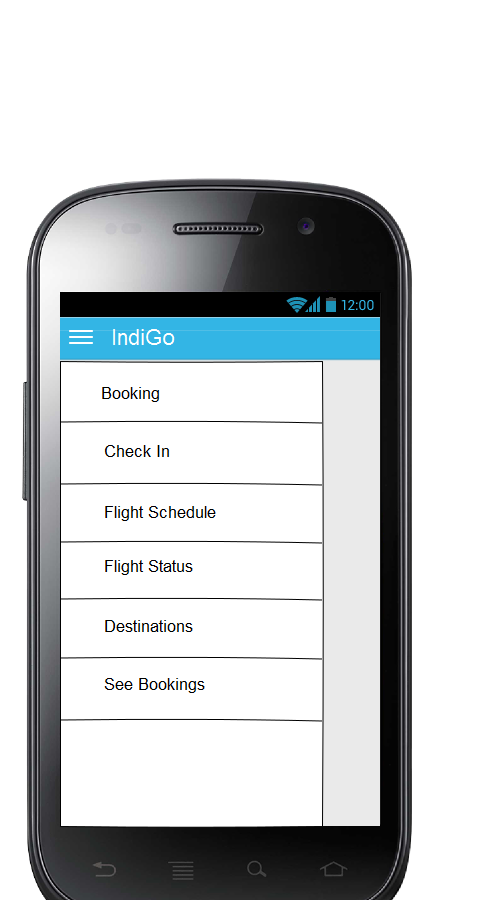 12:00
IndiGo
Booking
Check In
Flight Schedule
Flight Status
Destinations
See Bookings